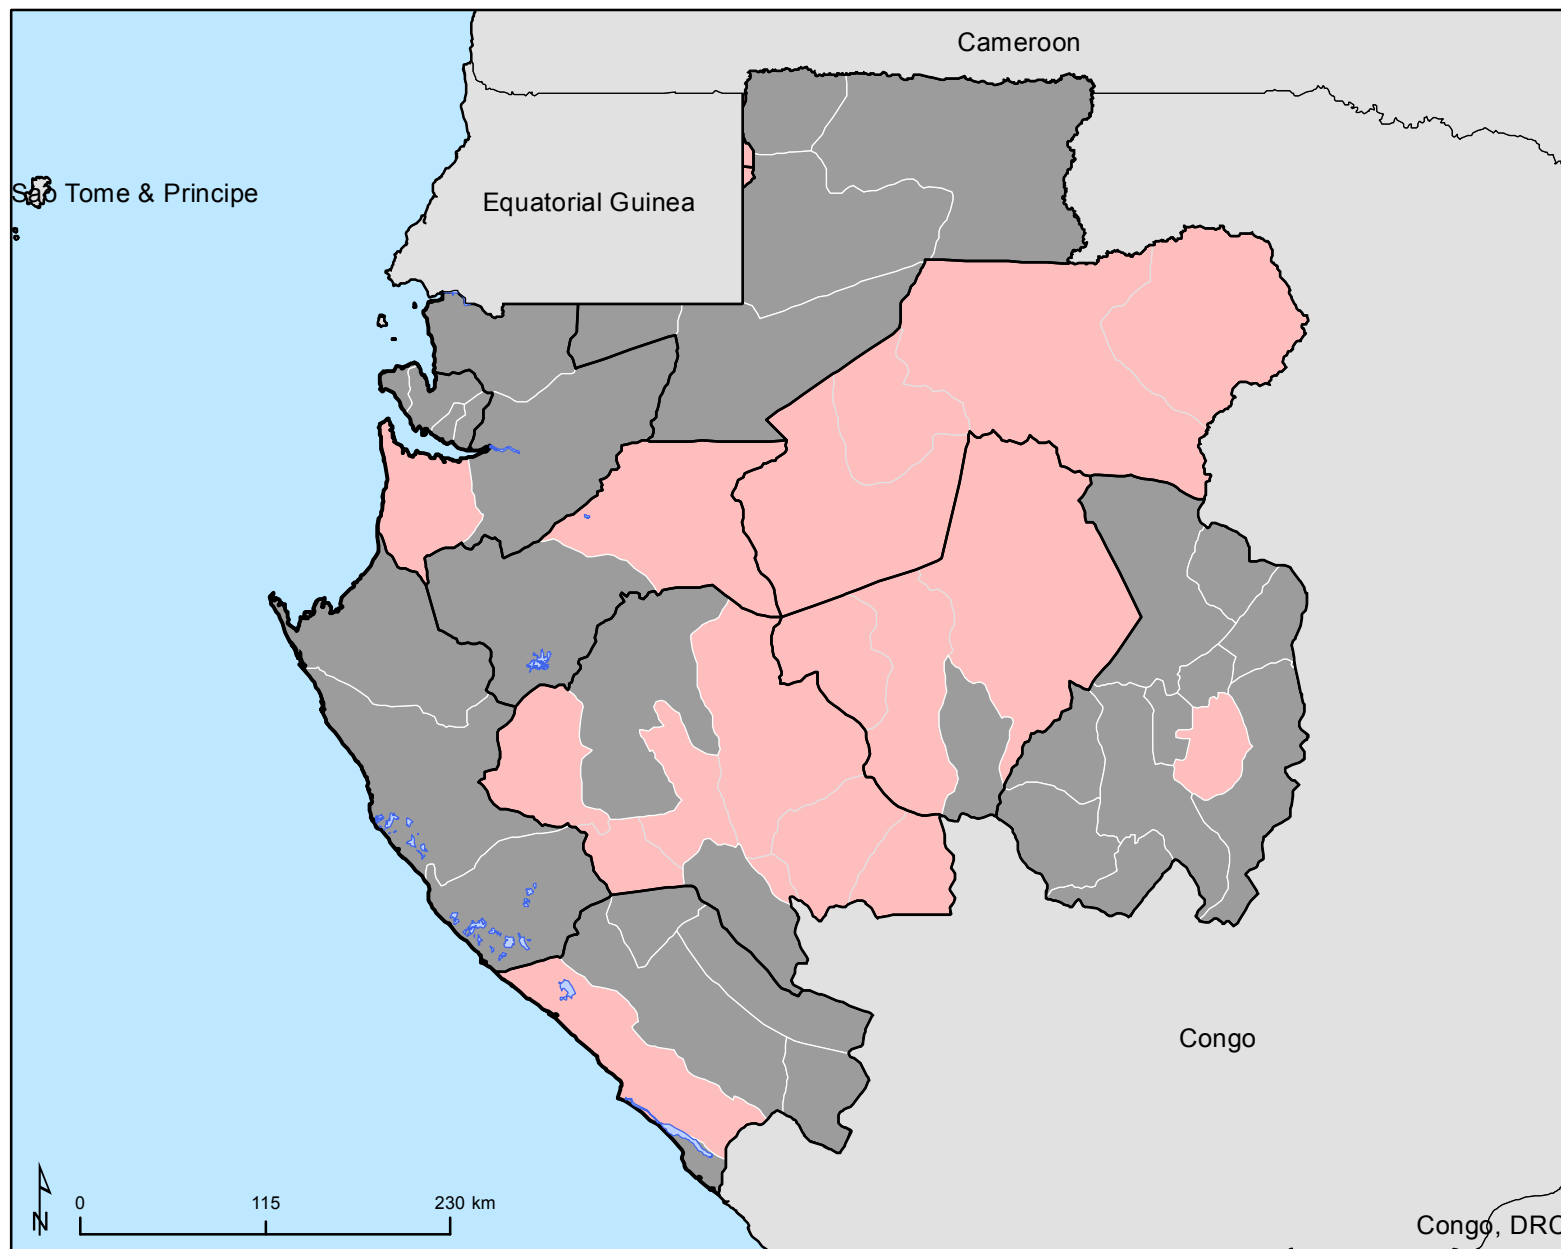 Cameroon
Sao Tome & Principe
Equatorial Guinea
Congo
0 115 230 km
N
Congo, DRC